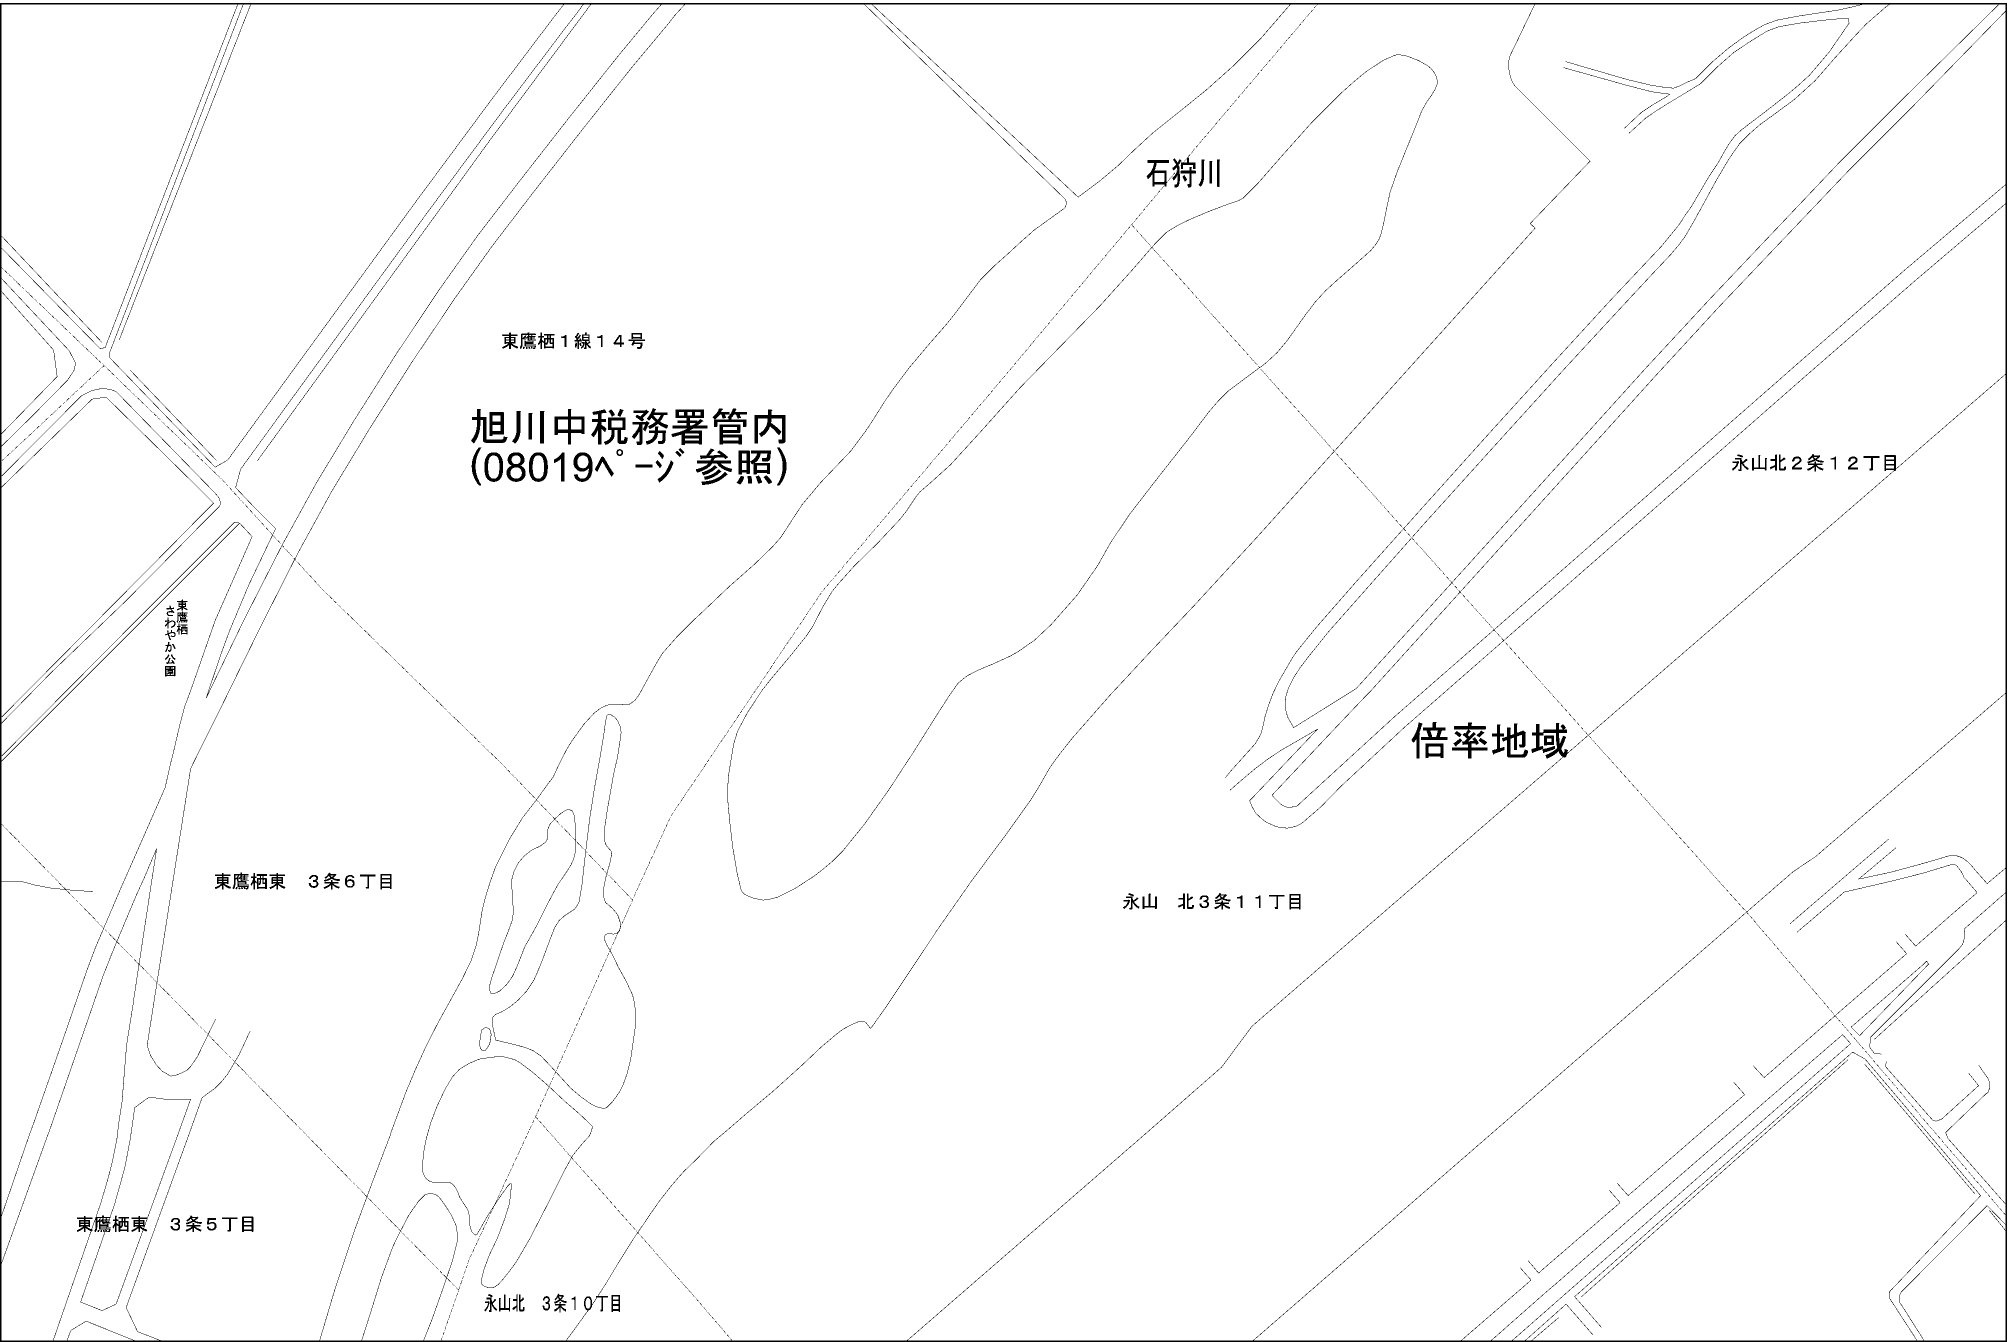 石狩川
東鷹栖１線１４号
旭川中税務署管内
(08019ﾍﾟｰｼﾞ参照)
永山北２条１２丁目
東鷹栖
さわやか公園
倍率地域
東鷹栖東　３条６丁目
永山　北３条１１丁目
東鷹栖東　３条５丁目
永山北　３条１０丁目